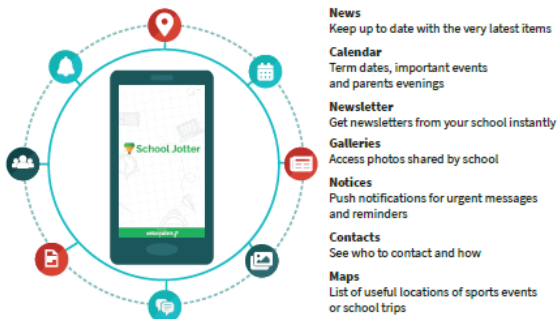 School Jotter
News
Keep up to date with the very latest items
Calendar
Term dates, important events
and parents evenings
Newsletter
Get newsletters from your school instantly
Galleries
Access photos shared by school
Notices
Push notifications for urgent messages
and reminders
Contacts
See who to contact and how
Maps
List of useful locations of sports events
or school trips